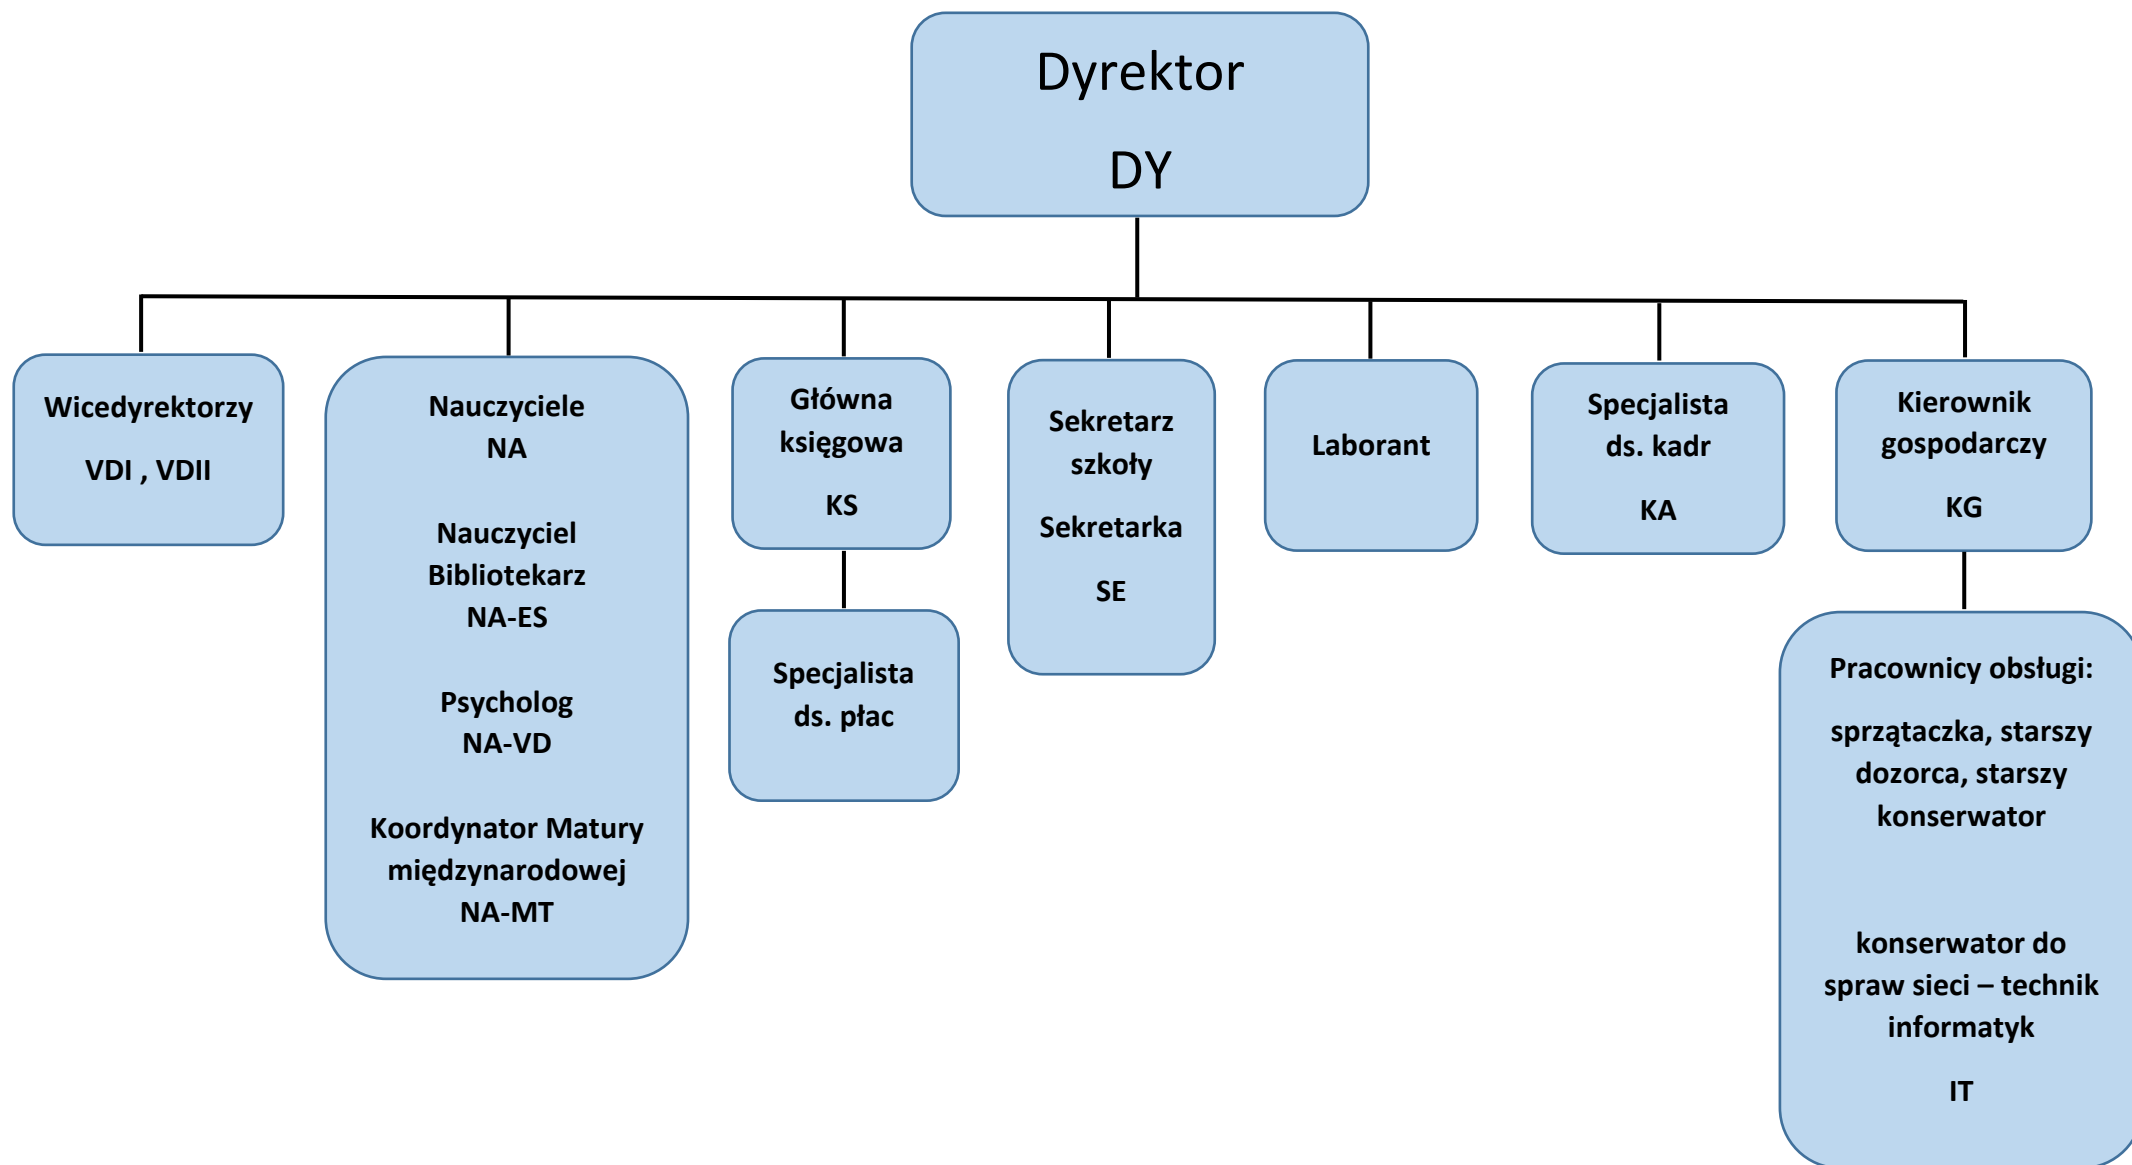 Dyrektor
DY
Wicedyrektorzy
VDI , VDII
Nauczyciele
NA
Nauczyciel
Bibliotekarz
NA-ES
Psycholog
NA-VD
Koordynator Matury
międzynarodowej
NA-MT
Główna
księgowa
KS
Specjalista
ds. płac
Sekretarz
szkoły
Sekretarka
SE
Laborant
Specjalista
ds. kadr
KA
Kierownik
gospodarczy
KG
Pracownicy obsługi:
sprzątaczka, starszy
dozorca, starszy
konserwator
konserwator do
spraw sieci – technik
informatyk
IT